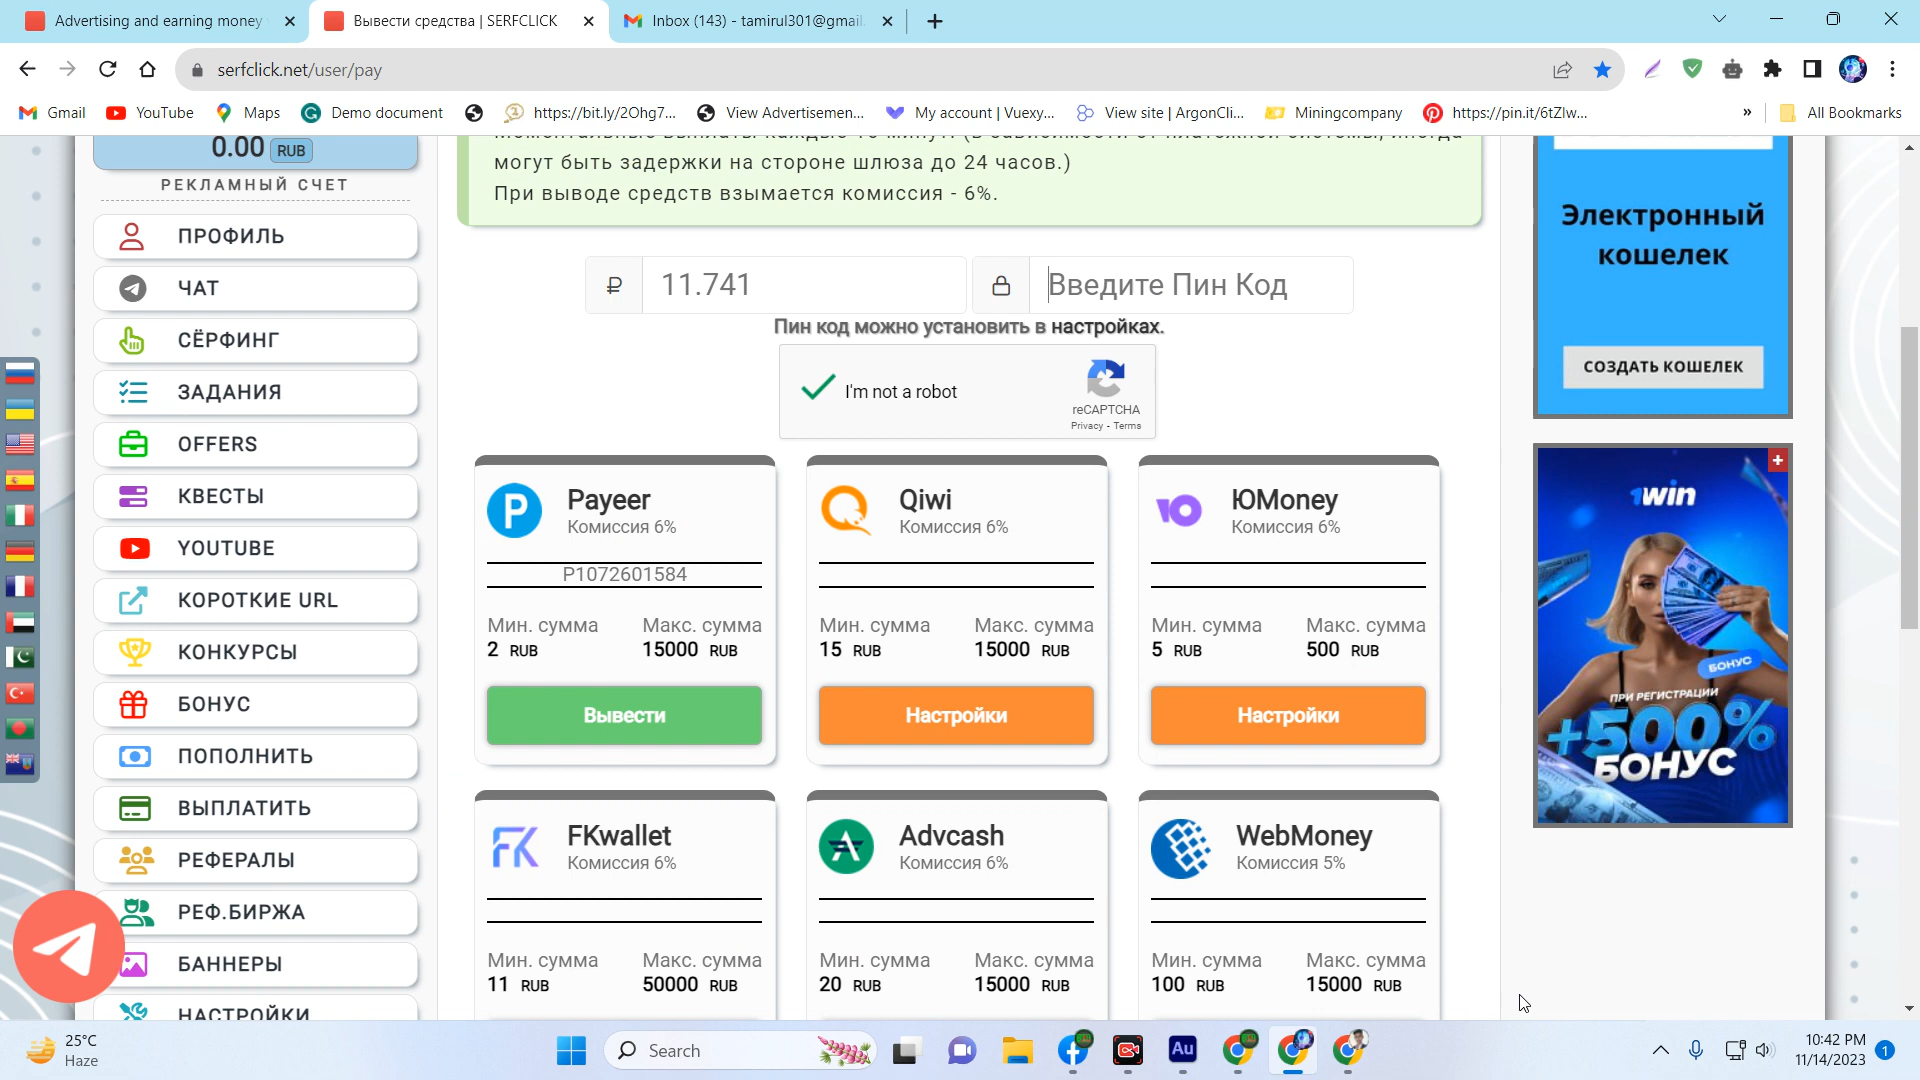 Advertising and earning money
Вывести средства | SERFCLICK
Inbox (143) - tamirul301@gmail.
serfclick.net/user/pay
Gmail
YouTube
Maps
Demo document
https://bit.ly/2Ohg7...
View Advertisemen...
My account | Vuexy...
View site | ArgonCli...
Miningcompany
https://pin.it/6tZlw...
»
All Bookmarks
0.00 RUB
РЕКЛАМНЫЙ СЧЕТ
ПРОФИЛЬ
ЧАТ
СЁРФИНГ
ЗАДАНИЯ
OFFERS
КВЕСТЫ
YOUTUBE
КОРОТКИЕ URL
КОНКУРСЫ
БОНУС
ПОПОЛНИТЬ
ВЫПЛАТИТЬ
РЕФЕРАЛЫ
РЕФ.БИРЖА
БАННЕРЫ
НАСТРОЙКИ
могут быть задержки на стороне шлюза до 24 часов.)
При выводе средств взымается комиссия - 6%.
₽ 11.741
Введите Пин Код
Пин код можно установить в настройках.
I'm not a robot
reCAPTCHA
Privacy - Terms
Payeer
Комиссия 6%
P1072601584
Мин. сумма Макс. сумма
2 RUB 15000 RUB
Вывести
Qiwi
Комиссия 6%
Мин. сумма Макс. сумма
15 RUB 15000 RUB
Настройки
ЮMoney
Комиссия 6%
Мин. сумма Макс. сумма
5 RUB 500 RUB
Настройки
FKwallet
Комиссия 6%
Мин. сумма Макс. сумма
11 RUB 50000 RUB
Advcash
Комиссия 6%
Мин. сумма Макс. сумма
20 RUB 15000 RUB
WebMoney
Комиссия 5%
Мин. сумма Макс. сумма
100 RUB 15000 RUB
Электронный
кошелек
СОЗДАТЬ КОШЕЛЕК
+
1win
БОНУС
ПРИ РЕГИСТРАЦИИ
+500%
БОНУС
25°C
Haze
Search
Au
10:42 PM
11/14/2023
1